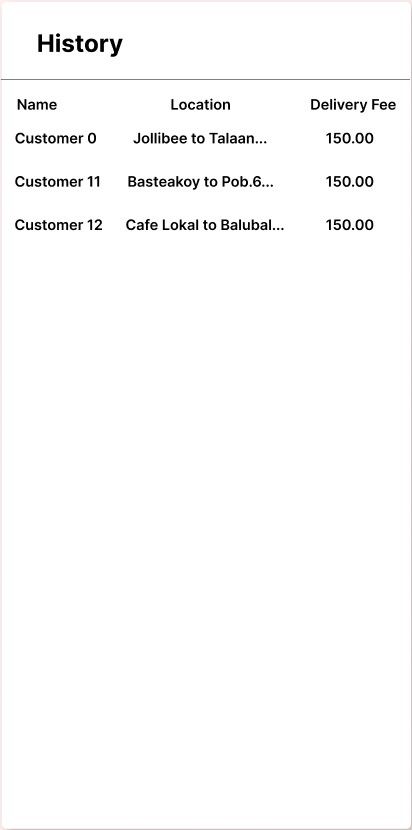 History
Name Location Delivery Fee
Customer 0 Jollibee to Talaan... 150.00
Customer 11 Basteakoy to Pob.6... 150.00
Customer 12 Cafe Lokal to Balubal... 150.00